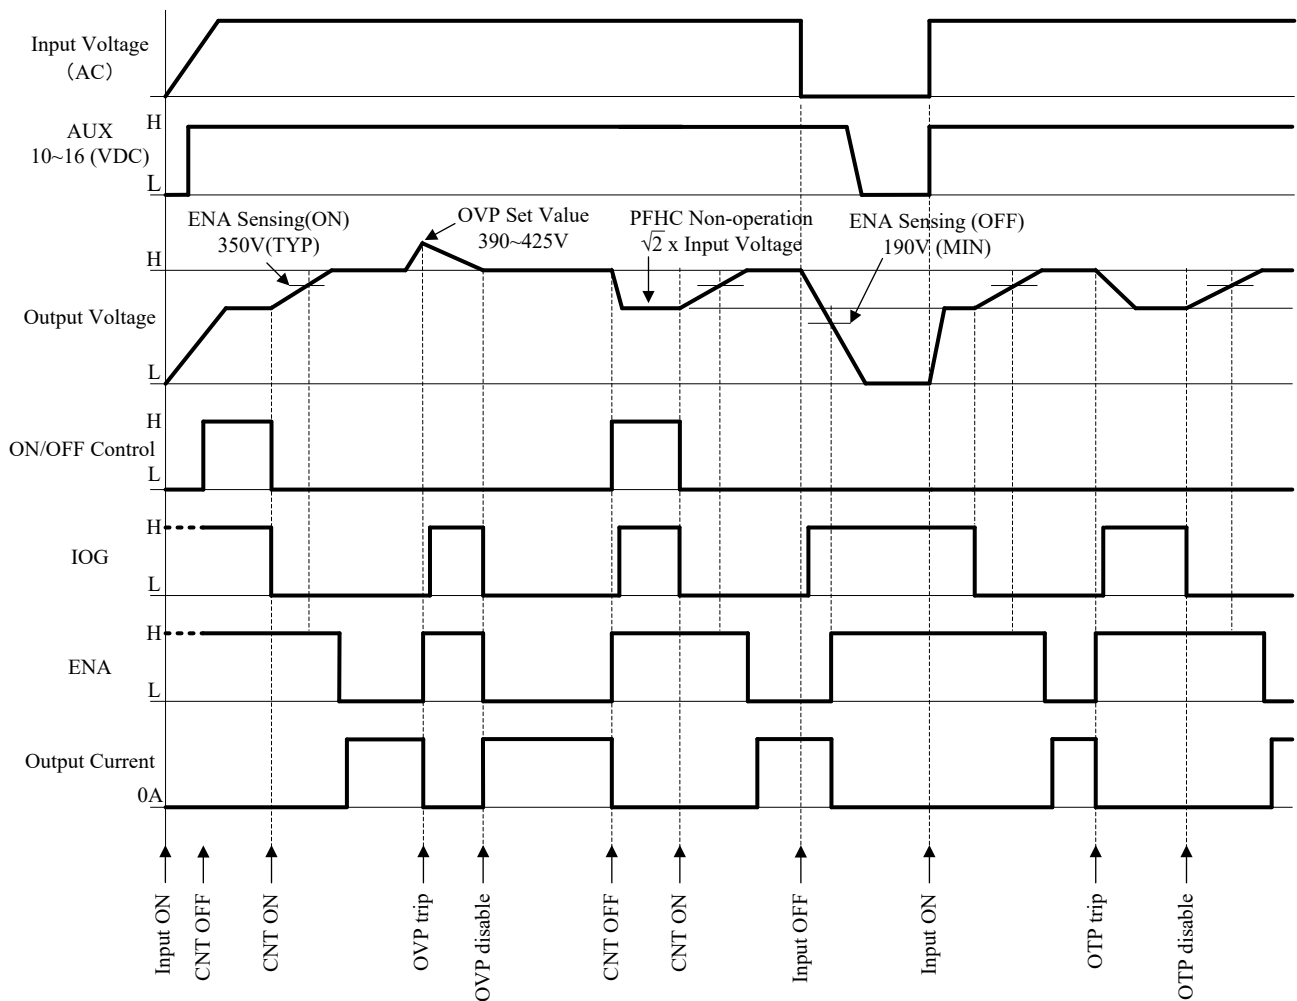 Input Voltage
（AC）
H
AUX
10~16 (VDC)
L
ENA Sensing(ON)
350V(TYP)
OVP Set Value
390~425V
PFHC Non-operation
√2 x Input Voltage
ENA Sensing (OFF)
190V (MIN)
H
Output Voltage
L
H
ON/OFF Control
L
H
IOG
L
H
ENA
L
Output Current
0A
Input ON
CNT OFF
CNT ON
OVP trip
OVP disable
CNT OFF
CNT ON
Input OFF
Input ON
OTP trip
OTP disable